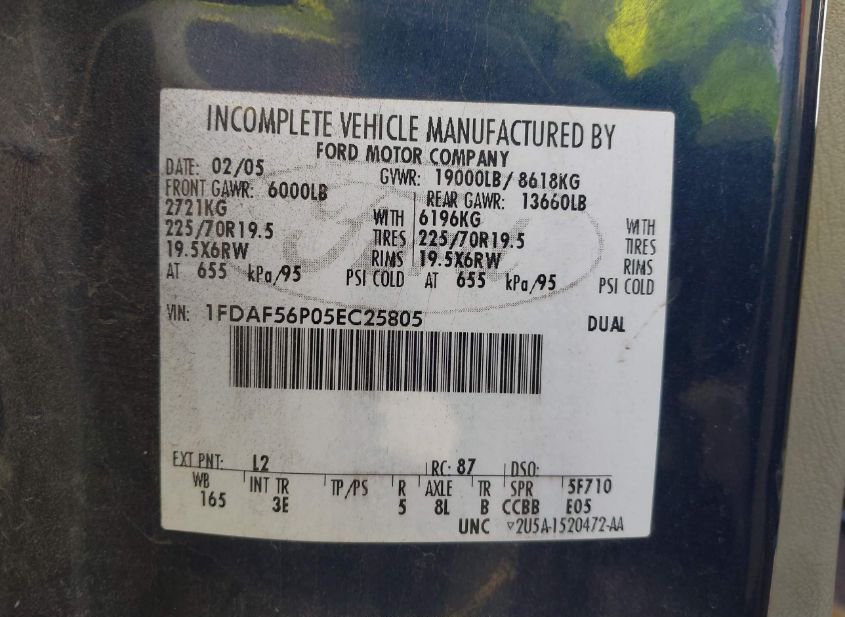 INCOMPLETE VEHICLE MANUFACTURED BY
FORD MOTOR COMPANY
DATE: 02/05 GVWR: 19000LB/ 8618KG
FRONT GAWR: 6000LB REAR GAWR: 13660LB
2721KG WITH 6196KG WITH
225/70R19.5 TIRES 225/70R19.5 TIRES
19.5X6RW RIMS 19.5X6RW RIMS
AT 655 kPa/95 PSI COLD AT 655 kPa/95 PSI COLD
VIN: 1FDAF56P05EC25805 DUAL
EXT PNT: L2 RC: 87 DSO:
WB INT TR TP/PS R AXLE TR SPR 5F710
165 3E 5 8L B CCBB E05
UNC ▽2U5A-1520472-AA